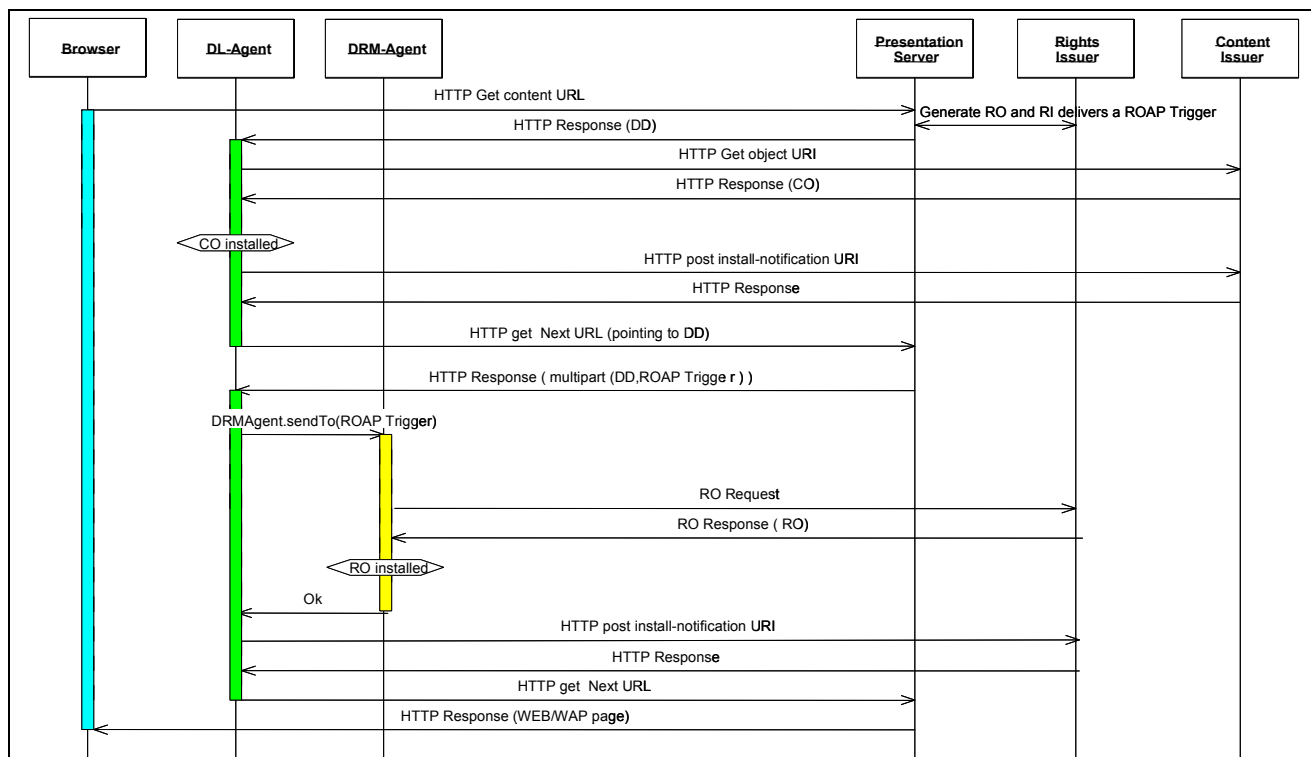 Browser
DL-Agent
DRM-Agent
Presentation
Server
Rights
Issuer
Content
Issuer
HTTP Get content URL
Generate RO and RI delivers a ROAP Trigger
HTTP Response (DD)
HTTP Get object URI
HTTP Response (CO)
CO installed
HTTP post install-notification URI
HTTP Response
HTTP get Next URL (pointing to DD)
HTTP Response ( multipart (DD,ROAP Trigge r ) )
DRMAgent.sendTo(ROAP Trigger)
RO Request
RO Response ( RO)
RO installed
Ok
HTTP post install-notification URI
HTTP Response
HTTP get Next URL
HTTP Response (WEB/WAP page)